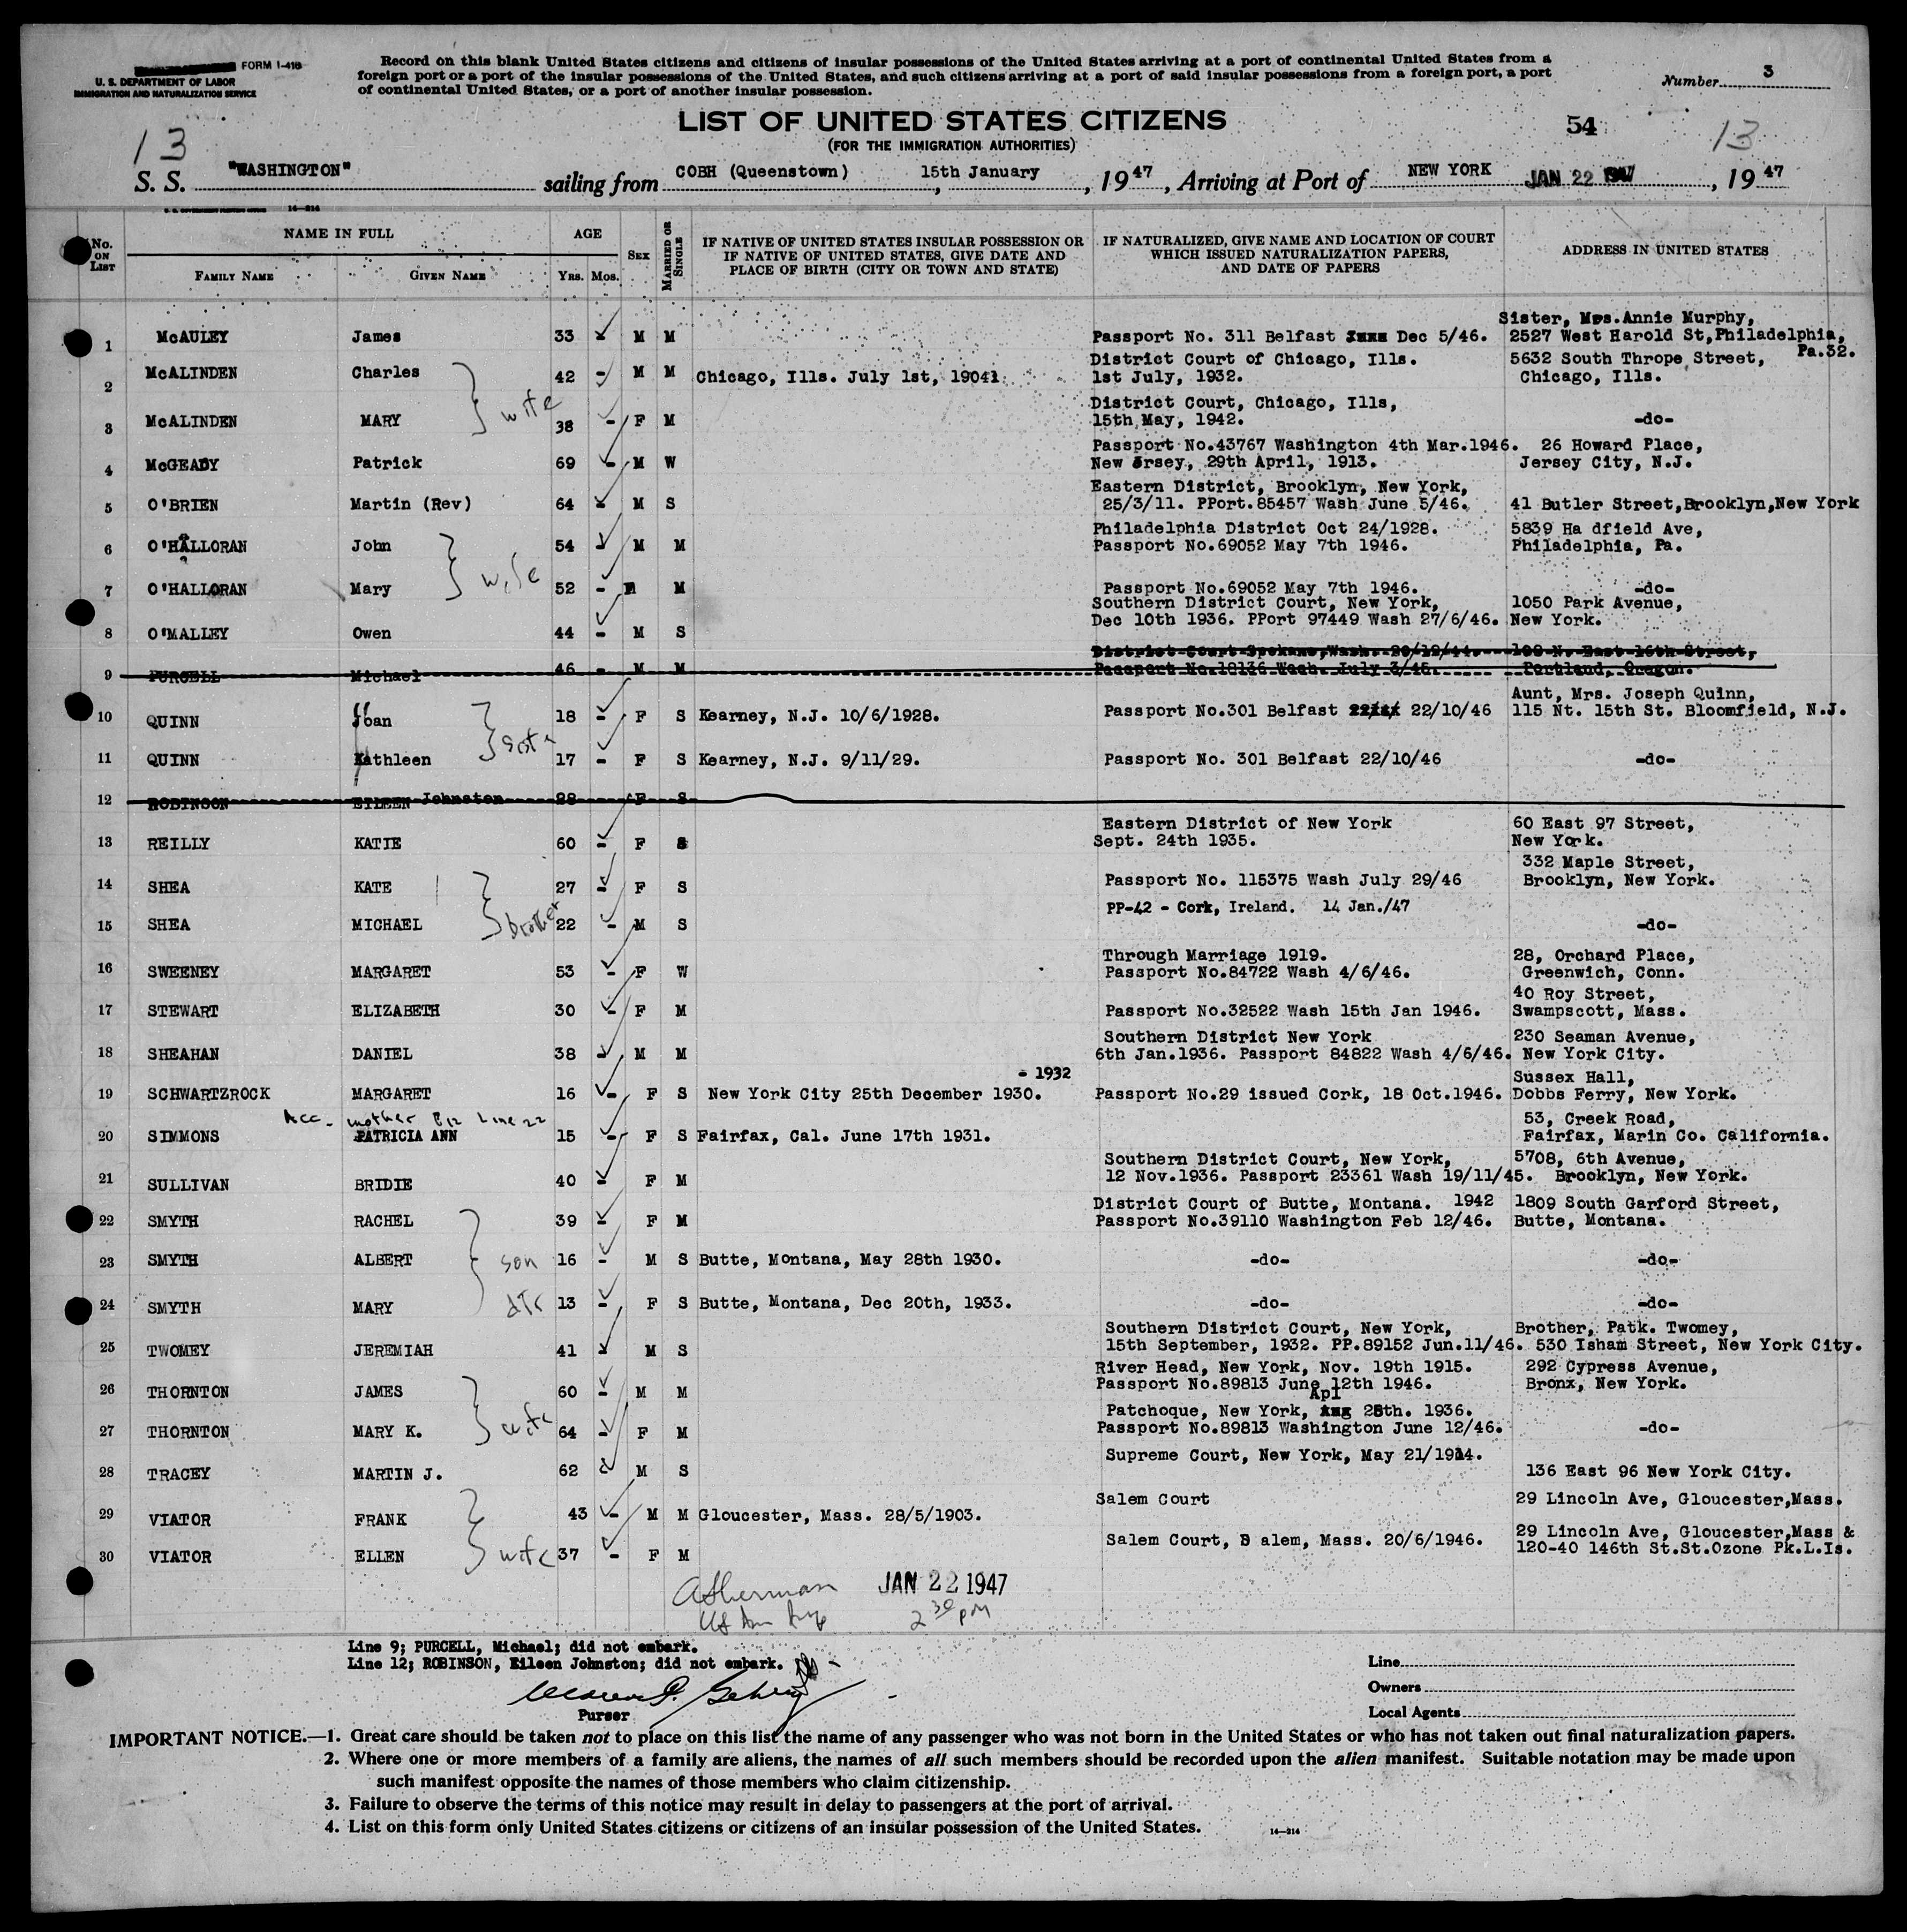 FORM I-418
U. S. DEPARTMENT OF LABOR
IMMIGRATION AND NATURALIZATION SERVICE
Record on this blank United States citizens and citizens of insular possessions of the United States arriving at a port of continental United States from a
foreign port or a port of the insular possessions of the United States, and such citizens arriving at a port of said insular possessions from a foreign port, a port
of continental United States, or a port of another insular possession.
Number 3
LIST OF UNITED STATES CITIZENS
(FOR THE IMMIGRATION AUTHORITIES)
54
13
13
S. S. "WASHINGTON" sailing from COBH (Queenstown) , 15th January , 1947 , Arriving at Port of NEW YORK JAN 22 1947 , 1947
14—214
No. ON LIST
NAME IN FULL
FAMILY NAME
GIVEN NAME
AGE
YRS. MOS.
SEX
MARRIED OR SINGLE
IF NATIVE OF UNITED STATES INSULAR POSSESSION OR
IF NATIVE OF UNITED STATES, GIVE DATE AND
PLACE OF BIRTH (CITY OR TOWN AND STATE)
IF NATURALIZED, GIVE NAME AND LOCATION OF COURT
WHICH ISSUED NATURALIZATION PAPERS,
AND DATE OF PAPERS
ADDRESS IN UNITED STATES
Sister, Mrs.Annie Murphy,
1 McAULEY James 33 M M Passport No. 311 Belfast Dec 5/46. 2527 West Harold St,Philadelphia,
Pa.32.
District Court of Chicago, Ills. 5632 South Thrope Street,
2 McALINDEN Charles 42 - M M Chicago, Ills. July 1st, 1904. 1st July, 1932. Chicago, Ills.
wife
District Court, Chicago, Ills,
3 McALINDEN MARY 38 - F M 15th May, 1942. -do-
Passport No.43767 Washington 4th Mar.1946. 26 Howard Place,
4 McGEADY Patrick 69 - M W New Jrsey, 29th April, 1913. Jersey City, N.J.
Eastern District, Brooklyn, New York,
5 O'BRIEN Martin (Rev) 64 M S 25/3/11. PPort.85457 Wash June 5/46. 41 Butler Street,Brooklyn,New York
Philadelphia District Oct 24/1928. 5839 Ha dfield Ave,
6 O'HALLORAN John 54 M M Passport No.69052 May 7th 1946. Philadelphia, Pa.
wife
7 O'HALLORAN Mary 52 - M Passport No.69052 May 7th 1946. -do-
Southern District Court, New York, 1050 Park Avenue,
8 O'MALLEY Owen 44 - M S Dec 10th 1936. PPort 97449 Wash 27/6/46. New York.
District Court Spokane,Wash. 20/12/44. 108 N. East 16th Street,
9 PURCELL Michael 46 - M M Passport No.18136 Wash. July 3/45. Portland, Oregon.
Aunt, Mrs. Joseph Quinn,
10 QUINN Joan 18 - F S Kearney, N.J. 10/6/1928. Passport No.301 Belfast 22/10/46 115 Nt. 15th St. Bloomfield, N.J.
11 QUINN Kathleen 17 - F S Kearney, N.J. 9/11/29. Passport No. 301 Belfast 22/10/46 -do-
12 ROBINSON EILEEN Johnston 28 F S
Eastern District of New York 60 East 97 Street,
13 REILLY KATIE 60 - F S Sept. 24th 1935. New York.
332 Maple Street,
14 SHEA KATE 27 - F S Passport No. 115375 Wash July 29/46 Brooklyn, New York.
brother
PP-42 - Cork, Ireland. 14 Jan./47
15 SHEA MICHAEL 22 - M S -do-
Through Marriage 1919. 28, Orchard Place,
16 SWEENEY MARGARET 53 - F W Passport No.84722 Wash 4/6/46. Greenwich, Conn.
40 Roy Street,
17 STEWART ELIZABETH 30 - F M Passport No.32522 Wash 15th Jan 1946. Swampscott, Mass.
Southern District New York 230 Seaman Avenue,
18 SHEAHAN DANIEL 38 - M M 6th Jan.1936. Passport 84822 Wash 4/6/46. New York City.
- 1932
Sussex Hall,
19 SCHWARTZROCK MARGARET 16 - F S New York City 25th December 1930. Passport No.29 issued Cork, 18 Oct.1946. Dobbs Ferry, New York.
Acc. mother Line 22
53, Creek Road,
20 SIMMONS PATRICIA ANN 15 - F S Fairfax, Cal. June 17th 1931. Fairfax, Marin Co. California.
Southern District Court, New York, 5708, 6th Avenue,
21 SULLIVAN BRIDIE 40 - F M 12 Nov.1936. Passport 23361 Wash 19/11/45. Brooklyn, New York.
District Court of Butte, Montana. 1942 1809 South Garford Street,
22 SMYTH RACHEL 39 - F M Passport No.39110 Washington Feb 12/46. Butte, Montana.
23 SMYTH ALBERT son 16 - M S Butte, Montana, May 28th 1930. -do- -do-
24 SMYTH MARY dtr 13 - F S Butte, Montana, Dec 20th, 1933. -do- -do-
Southern District Court, New York, Brother, Patk. Twomey,
25 TWOMEY JEREMIAH 41 M S 15th September, 1932. PP.89152 Jun.11/46. 530 Isham Street, New York City.
River Head, New York, Nov. 19th 1915. 292 Cypress Avenue,
26 THORNTON JAMES 60 - M M Passport No.89813 June 12th 1946. Bronx, New York.
Apl
Patchoque, New York, 28th. 1936.
27 THORNTON MARY K. wife 64 - F M Passport No.89813 Washington June 12/46. -do-
Supreme Court, New York, May 21/1914.
28 TRACEY MARTIN J. 62 M S 136 East 96 New York City.
Salem Court 29 Lincoln Ave, Gloucester,Mass.
29 VIATOR FRANK 43 - M M Gloucester, Mass. 28/5/1903.
Salem Court, S alem, Mass. 20/6/1946. 29 Lincoln Ave, Gloucester,Mass &
30 VIATOR ELLEN wife 37 - F M 120-40 146th St.St.Ozone Pk.L.Is.
JAN 22 1947
2 30 pm
Line 9; PURCELL, Michael; did not embark.
Line 12; ROBINSON, Eileen Johnston; did not embark.
Purser
Line
Owners
Local Agents
IMPORTANT NOTICE.—1. Great care should be taken not to place on this list the name of any passenger who was not born in the United States or who has not taken out final naturalization papers.
2. Where one or more members of a family are aliens, the names of all such members should be recorded upon the alien manifest. Suitable notation may be made upon
such manifest opposite the names of those members who claim citizenship.
3. Failure to observe the terms of this notice may result in delay to passengers at the port of arrival.
4. List on this form only United States citizens or citizens of an insular possession of the United States.
14—214